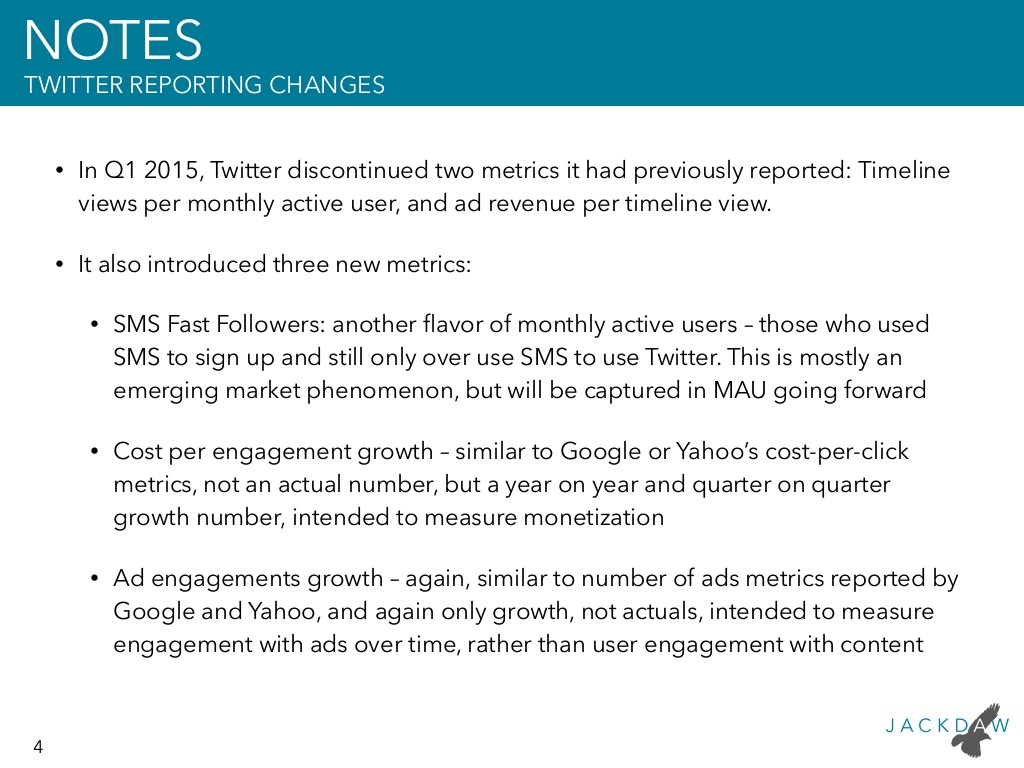 NOTES
TWITTER REPORTING CHANGES
• In Q1 2015, Twitter discontinued two metrics it had previously reported: Timeline
views per monthly active user, and ad revenue per timeline view.
• It also introduced three new metrics:
• SMS Fast Followers: another flavor of monthly active users – those who used
SMS to sign up and still only over use SMS to use Twitter. This is mostly an
emerging market phenomenon, but will be captured in MAU going forward
• Cost per engagement growth – similar to Google or Yahoo’s cost-per-click
metrics, not an actual number, but a year on year and quarter on quarter
growth number, intended to measure monetization
• Ad engagements growth – again, similar to number of ads metrics reported by
Google and Yahoo, and again only growth, not actuals, intended to measure
engagement with ads over time, rather than user engagement with content
JACKDAW
4